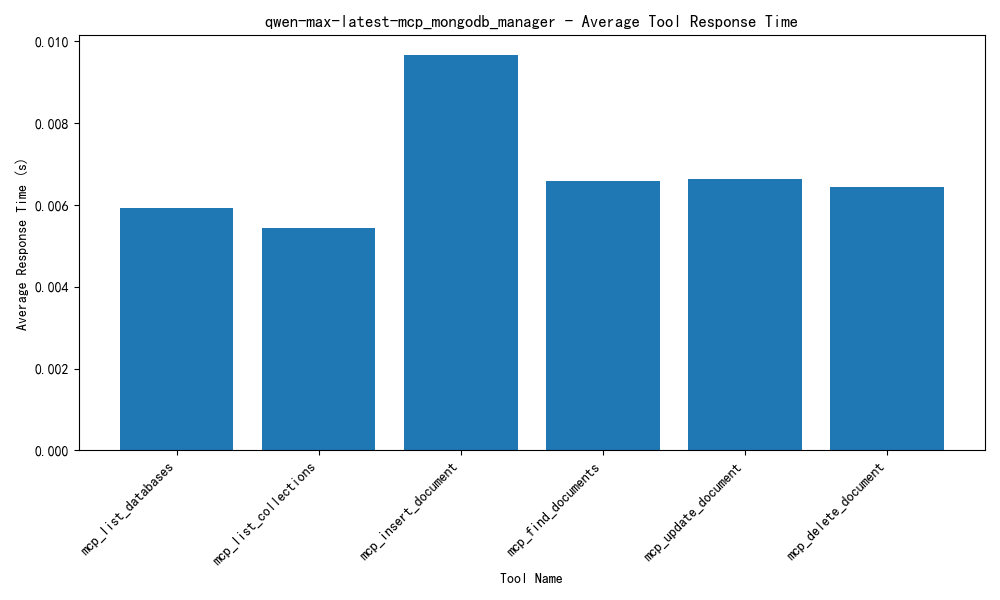 qwen-max-latest-mcp_mongodb_manager - Average Tool Response Time
Average Response Time (s)
0.010
0.008
0.006
0.004
0.002
0.000
mcp_list_databases
mcp_list_collections
mcp_insert_document
mcp_find_documents
mcp_update_document
mcp_delete_document
Tool Name